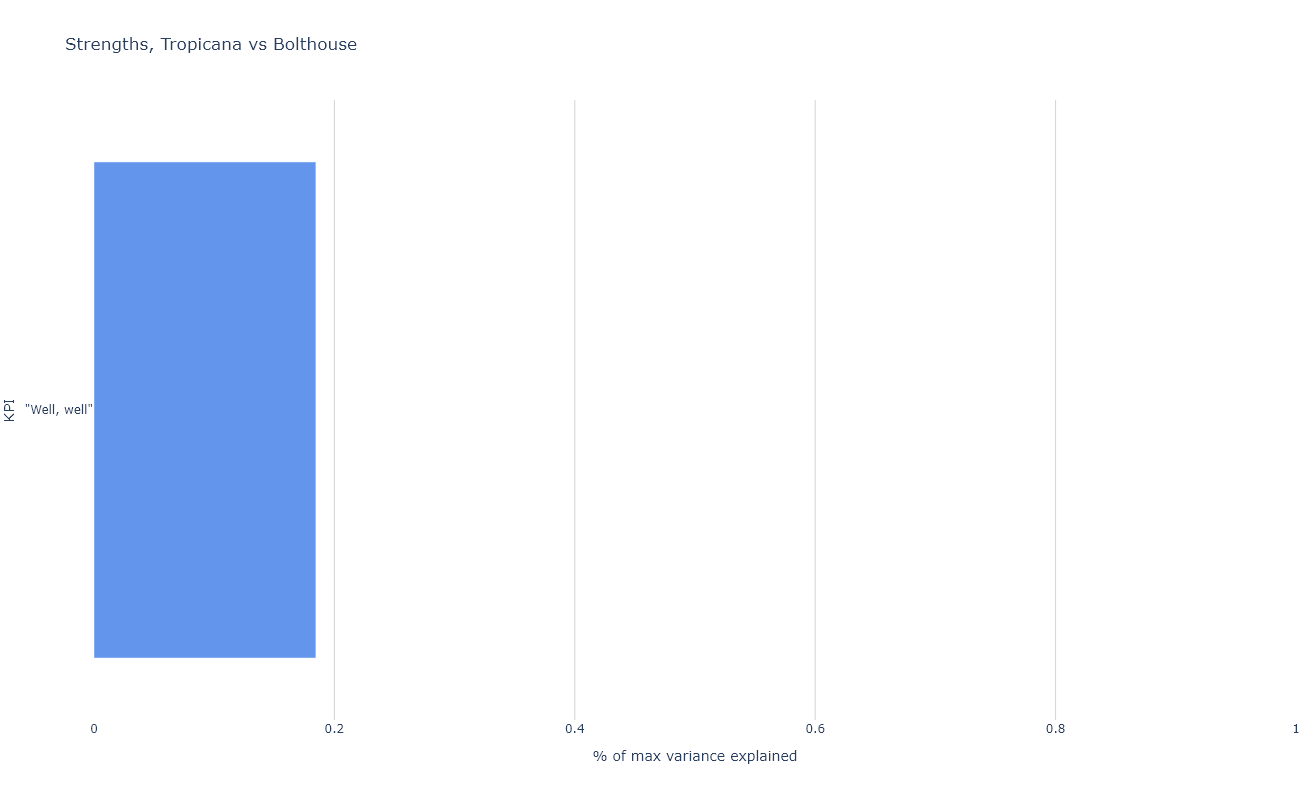 Strengths, Tropicana vs Bolthouse
KPI
"Well, well"
0 0.2 0.4 0.6 0.8 1
% of max variance explained